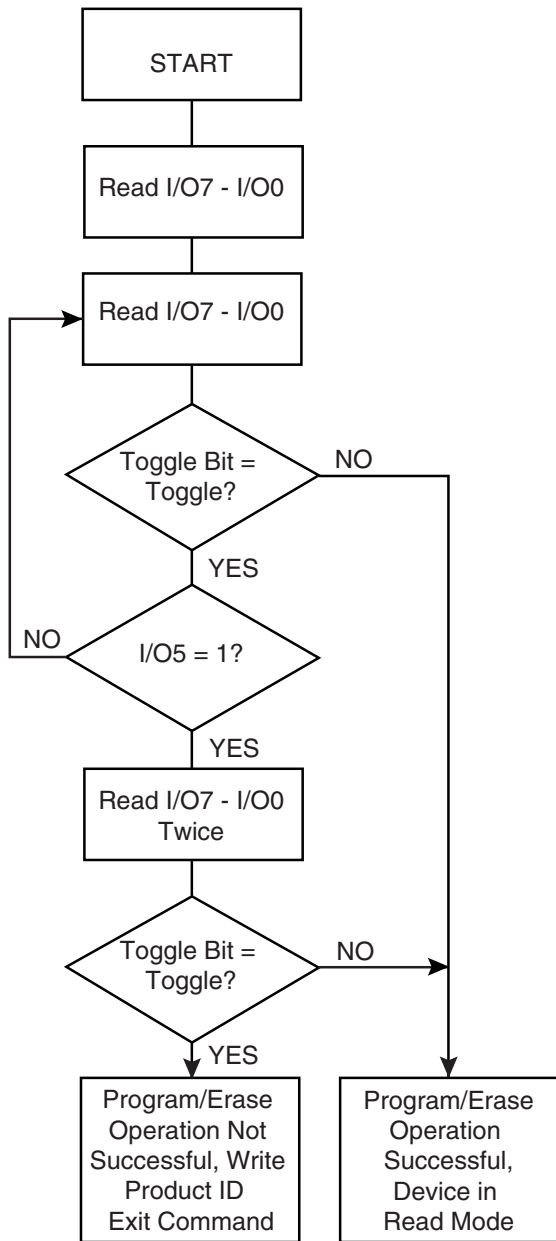 START
Read I/O7 - I/O0
Read I/O7 - I/O0
Toggle Bit =
Toggle?
NO
YES
NO
I/O5 = 1?
YES
Read I/O7 - I/O0
Twice
Toggle Bit =
Toggle?
NO
YES
Program/Erase
Operation Not
Successful, Write
Product ID
Exit Command
Program/Erase
Operation
Successful,
Device in
Read Mode